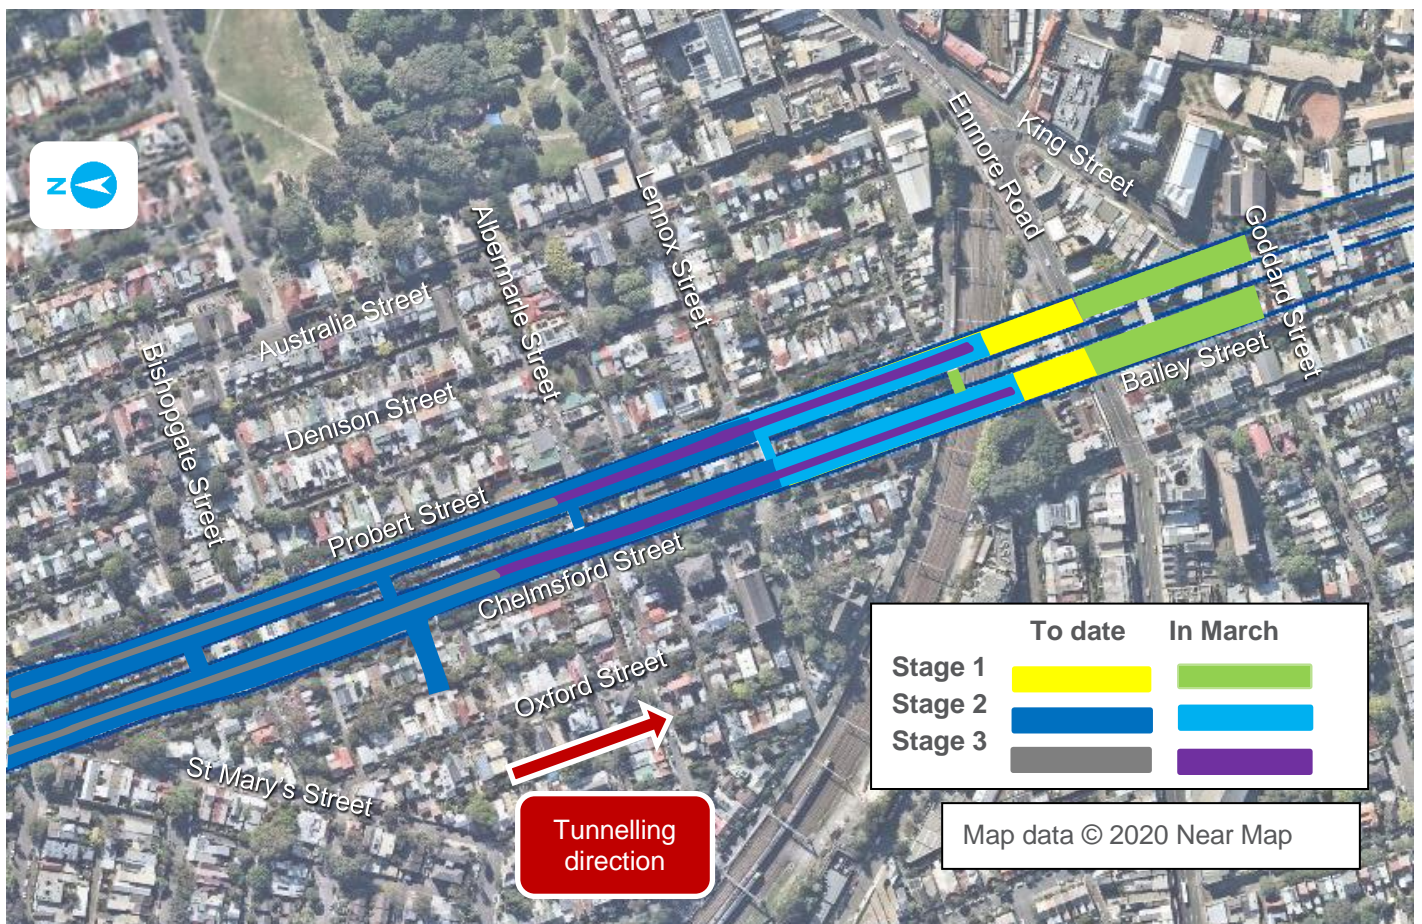 N
Enmore Road
King Street
Lennox Street
Albermarle Street
Goddard Street
Australia Street
Bishopgate Street
Denison Street
Bailey Street
Probert Street
Chelmsford Street
Oxford Street
St Mary's Street
Tunnelling
direction
To date In March
Stage 1
Stage 2
Stage 3
Map data © 2020 Near Map